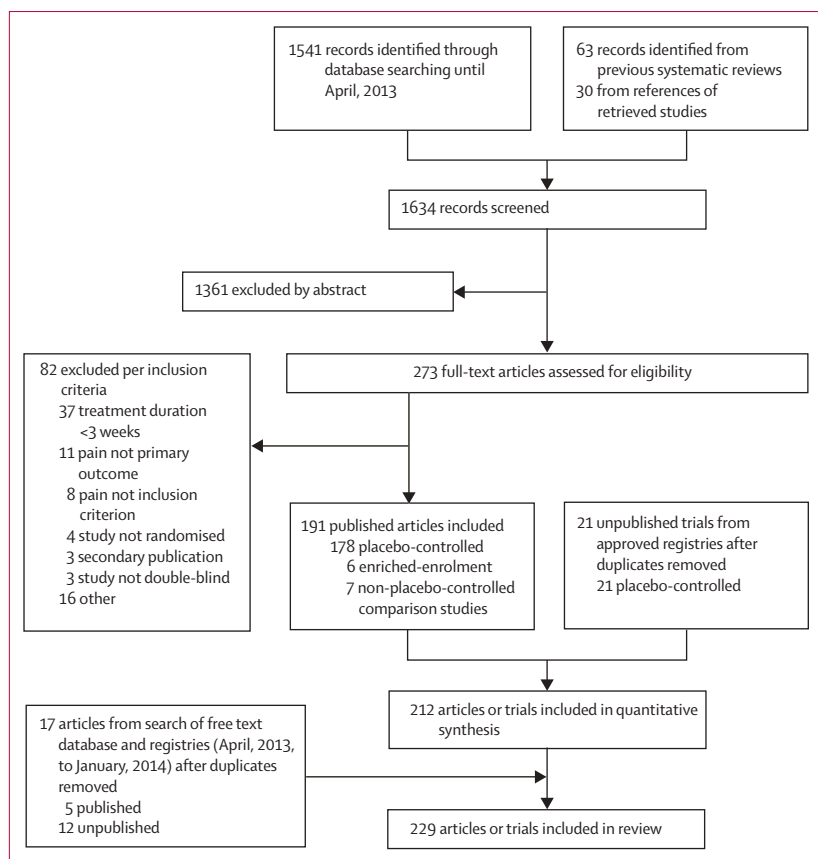 1541 records identified through
database searching until
April, 2013
63 records identified from
previous systematic reviews
30 from references of
retrieved studies
1634 records screened
1361 excluded by abstract
273 full-text articles assessed for eligibility
82 excluded per inclusion
criteria
37 treatment duration
<3 weeks
11 pain not primary
outcome
8 pain not inclusion
criterion
4 study not randomised
3 secondary publication
3 study not double-blind
16 other
191 published articles included
178 placebo-controlled
6 enriched-enrolment
7 non-placebo-controlled
comparison studies
21 unpublished trials from
approved registries after
duplicates removed
21 placebo-controlled
212 articles or trials included in quantitative
synthesis
17 articles from search of free text
database and registries (April, 2013,
to January, 2014) after duplicates
removed
5 published
12 unpublished
229 articles or trials included in review